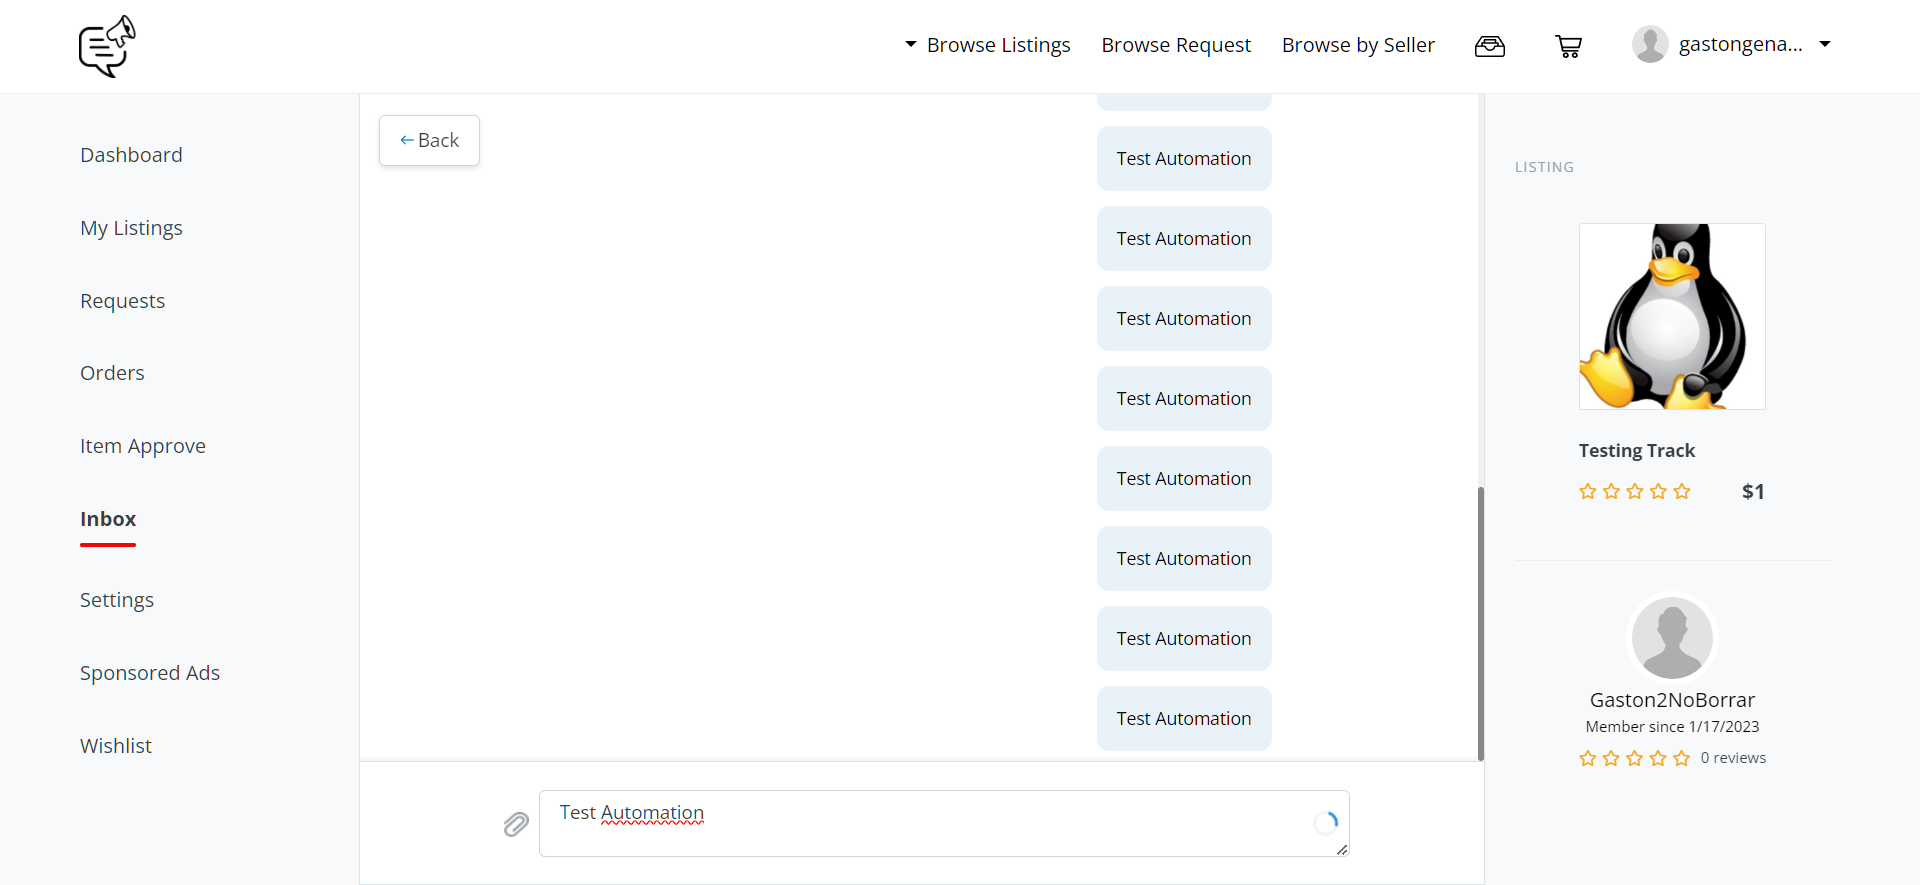 Browse Listings
Browse Request
Browse by Seller
gastongena...
Dashboard
My Listings
Requests
Orders
Item Approve
Inbox
Settings
Sponsored Ads
Wishlist
Back
Test Automation
Test Automation
Test Automation
Test Automation
Test Automation
Test Automation
Test Automation
Test Automation
Test Automation
LISTING
Testing Track
$1
Gaston2NoBorrar
Member since 1/17/2023
0 reviews